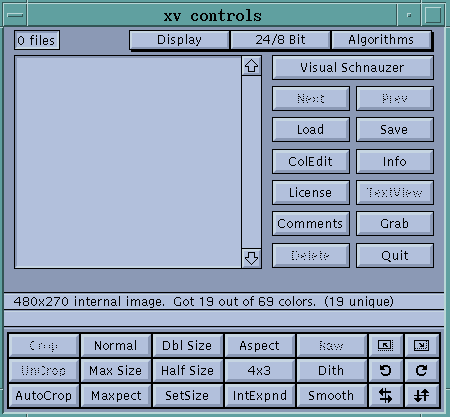 xv controls
0 files
Display 24/8 Bit Algorithms
Visual Schnauzer
Next Prev
Load Save
ColEdit Info
License TextView
Comments Grab
Delete Quit
480x270 internal image. Got 19 out of 69 colors. (19 unique)
Crop Normal Dbl Size Aspect Raw
UnCrop Max Size Half Size 4x3 Dith
AutoCrop Maxpect SetSize IntExpnd Smooth